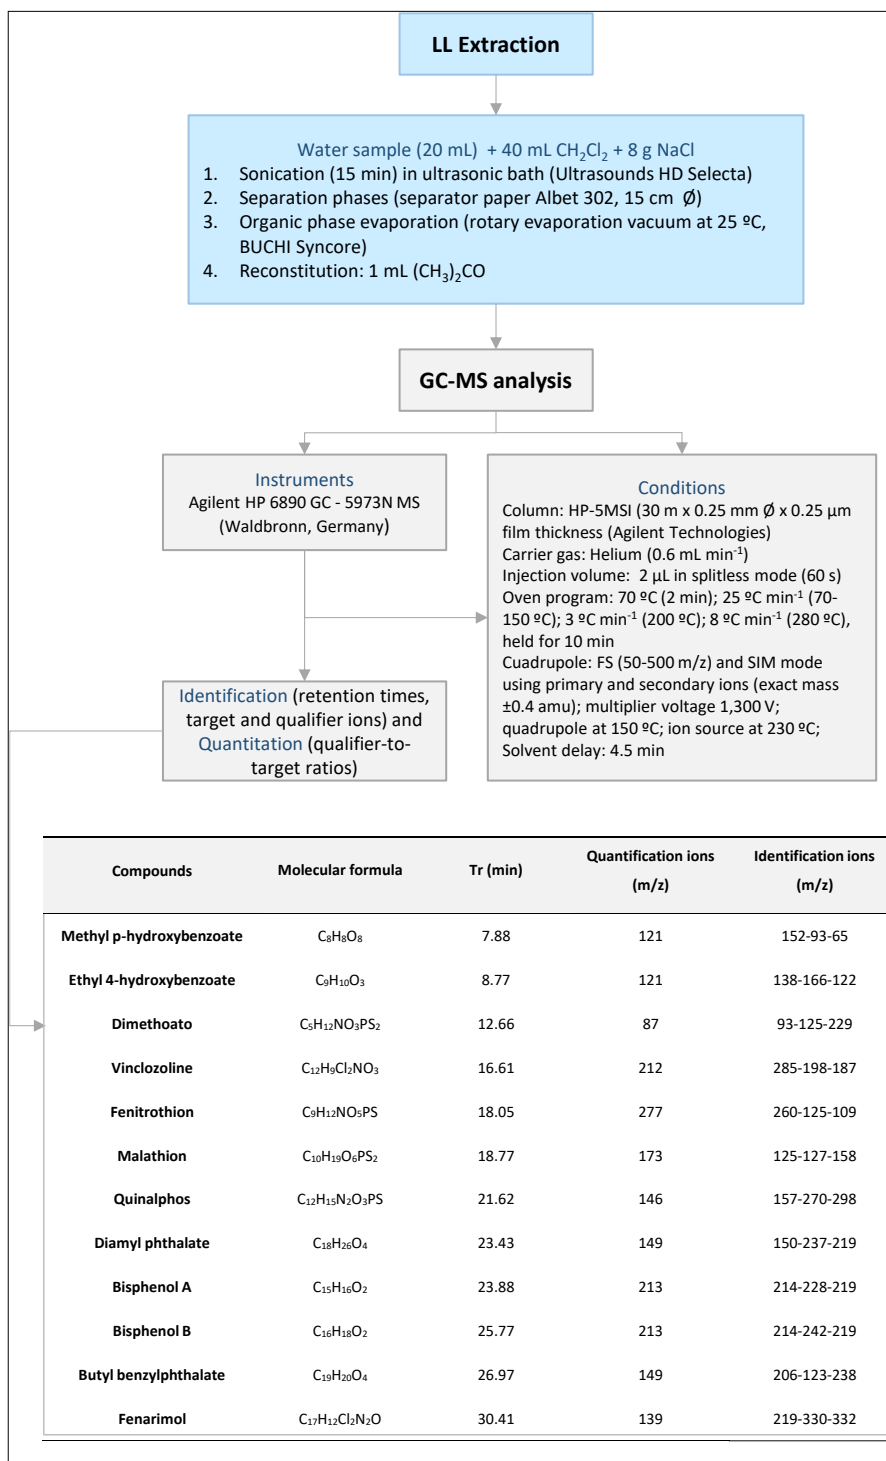 LL Extraction
Water sample (20 mL) + 40 mL CH₂Cl₂ + 8 g NaCl
1. Sonication (15 min) in ultrasonic bath (Ultrasounds HD Selecta)
2. Separation phases (separator paper Albet 302, 15 cm Ø)
3. Organic phase evaporation (rotary evaporation vacuum at 25 ºC,
BUCHI Syncore)
4. Reconstitution: 1 mL (CH₃)₂CO
GC-MS analysis
Instruments
Agilent HP 6890 GC - 5973N MS
(Waldbronn, Germany)
Conditions
Column: HP-5MSI (30 m x 0.25 mm Ø x 0.25 µm
film thickness (Agilent Technologies)
Carrier gas: Helium (0.6 mL min⁻¹)
Injection volume: 2 µL in splitless mode (60 s)
Oven program: 70 ºC (2 min); 25 ºC min⁻¹ (70-
150 ºC); 3 ºC min⁻¹ (200 ºC); 8 ºC min⁻¹ (280 ºC),
held for 10 min
Cuadrupole: FS (50-500 m/z) and SIM mode
using primary and secondary ions (exact mass
±0.4 amu); multiplier voltage 1,300 V;
quadrupole at 150 ºC; ion source at 230 ºC;
Solvent delay: 4.5 min
Identification (retention times,
target and qualifier ions) and
Quantitation (qualifier-to-
target ratios)
Compounds Molecular formula Tr (min) Quantification ions (m/z) Identification ions (m/z)
Methyl p-hydroxybenzoate C₈H₈O₈ 7.88 121 152-93-65
Ethyl 4-hydroxybenzoate C₉H₁₀O₃ 8.77 121 138-166-122
Dimethoato C₅H₁₂NO₃PS₂ 12.66 87 93-125-229
Vinclozoline C₁₂H₉Cl₂NO₃ 16.61 212 285-198-187
Fenitrothion C₉H₁₂NO₅PS 18.05 277 260-125-109
Malathion C₁₀H₁₉O₆PS₂ 18.77 173 125-127-158
Quinalphos C₁₂H₁₅N₂O₃PS 21.62 146 157-270-298
Diamyl phthalate C₁₈H₂₆O₄ 23.43 149 150-237-219
Bisphenol A C₁₅H₁₆O₂ 23.88 213 214-228-219
Bisphenol B C₁₆H₁₈O₂ 25.77 213 214-242-219
Butyl benzylphthalate C₁₉H₂₀O₄ 26.97 149 206-123-238
Fenarimol C₁₇H₁₂Cl₂N₂O 30.41 139 219-330-332